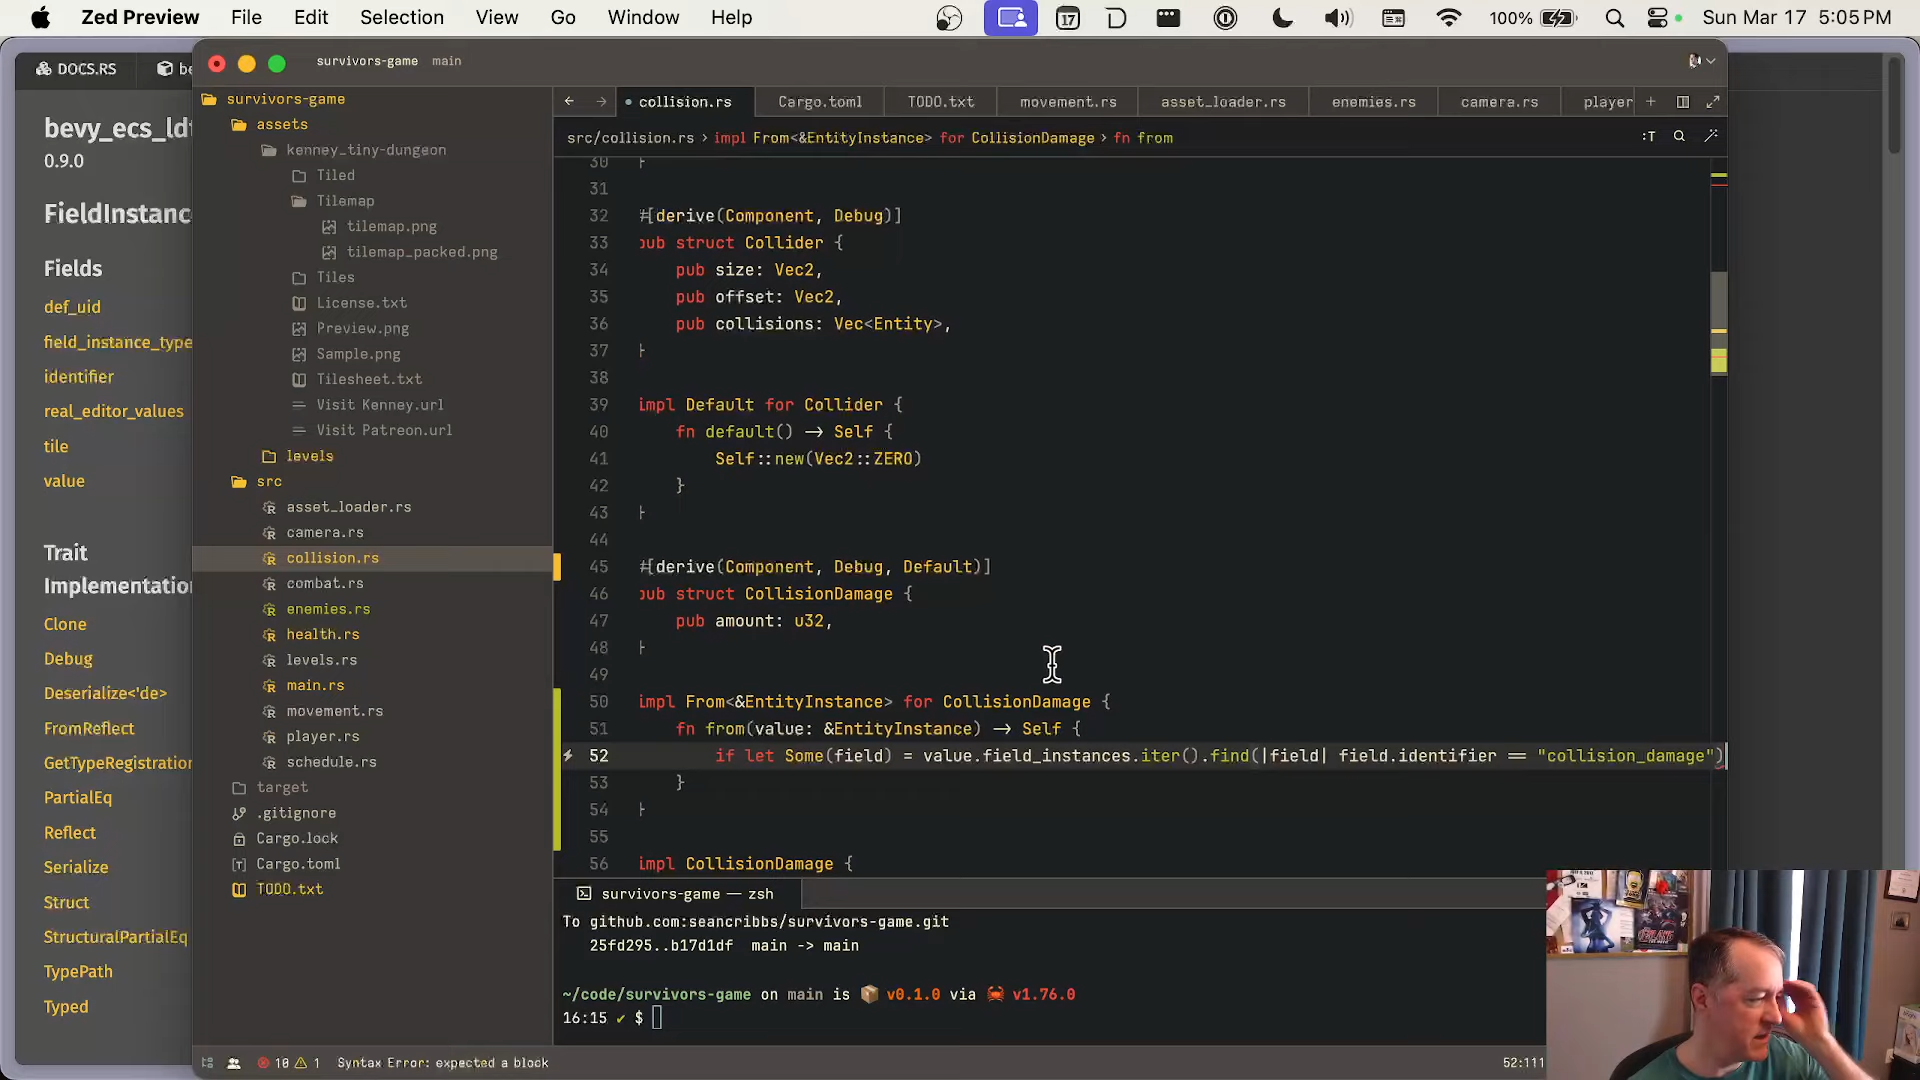 Zed Preview File Edit Selection View Go Window Help 17 100% Sun Mar 17 5:05 PM
DOCS.RS be
bevy_ecs_ldt
0.9.0
FieldInstanc
Fields
def_uid
field_instance_type
identifier
real_editor_values
tile
value
Trait
Implementation
Clone
Debug
Deserialize<'de>
FromReflect
GetTypeRegistration
PartialEq
Reflect
Serialize
Struct
StructuralPartialEq
TypePath
Typed
survivors-game main
survivors-game
assets
kenney_tiny-dungeon
Tiled
Tilemap
tilemap.png
tilemap_packed.png
Tiles
License.txt
Preview.png
Sample.png
Tilesheet.txt
Visit Kenney.url
Visit Patreon.url
levels
src
asset_loader.rs
camera.rs
collision.rs
combat.rs
enemies.rs
health.rs
levels.rs
main.rs
movement.rs
player.rs
schedule.rs
target
.gitignore
Cargo.lock
Cargo.toml
TODO.txt
collision.rs Cargo.toml TODO.txt movement.rs asset_loader.rs enemies.rs camera.rs player
src/collision.rs › impl From<&EntityInstance> for CollisionDamage › fn from
30 }
31
32 #[derive(Component, Debug)]
33 pub struct Collider {
34 pub size: Vec2,
35 pub offset: Vec2,
36 pub collisions: Vec<Entity>,
37 }
38
39 impl Default for Collider {
40 fn default() -> Self {
41 Self::new(Vec2::ZERO)
42 }
43 }
44
45 #[derive(Component, Debug, Default)]
46 pub struct CollisionDamage {
47 pub amount: u32,
48 }
49
50 impl From<&EntityInstance> for CollisionDamage {
51 fn from(value: &EntityInstance) -> Self {
52 if let Some(field) = value.field_instances.iter().find(|field| field.identifier == "collision_damage")
53 }
54 }
55
56 impl CollisionDamage {
survivors-game — zsh
To github.com:seancribbs/survivors-game.git
25fd295..b17d1df main -> main
~/code/survivors-game on main is 📦 v0.1.0 via 🦀 v1.76.0
16:15 ✔ $
10 1 Syntax Error: expected a block 52:111